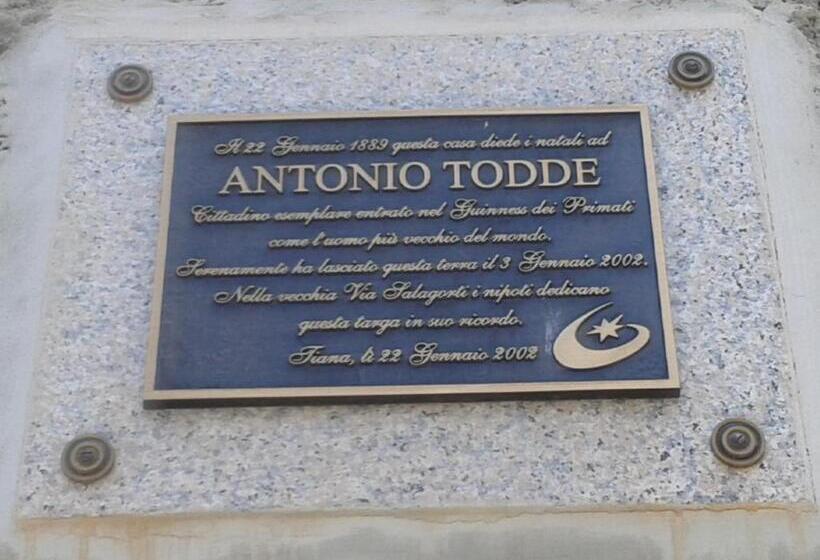 Il 22 Gennaio 1889 questa casa diede i natali ad
ANTONIO TODDE
Cittadino esemplare entrato nel Guinness dei Primati
come l'uomo più vecchio del mondo.
Serenamente ha lasciato questa terra il 3 Gennaio 2002.
Nella vecchia Via Salagorti i nipoti dedicano
questa targa in suo ricordo.
Tiana, lì 22 Gennaio 2002